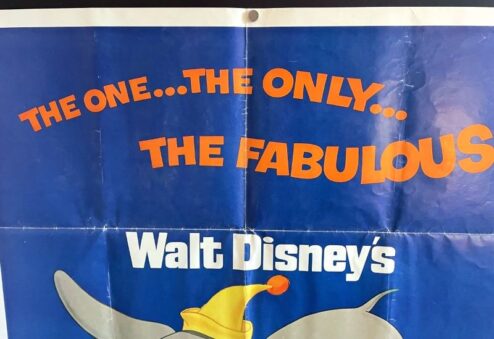 THE ONE...THE ONLY...
THE FABULOUS
Walt Disney's